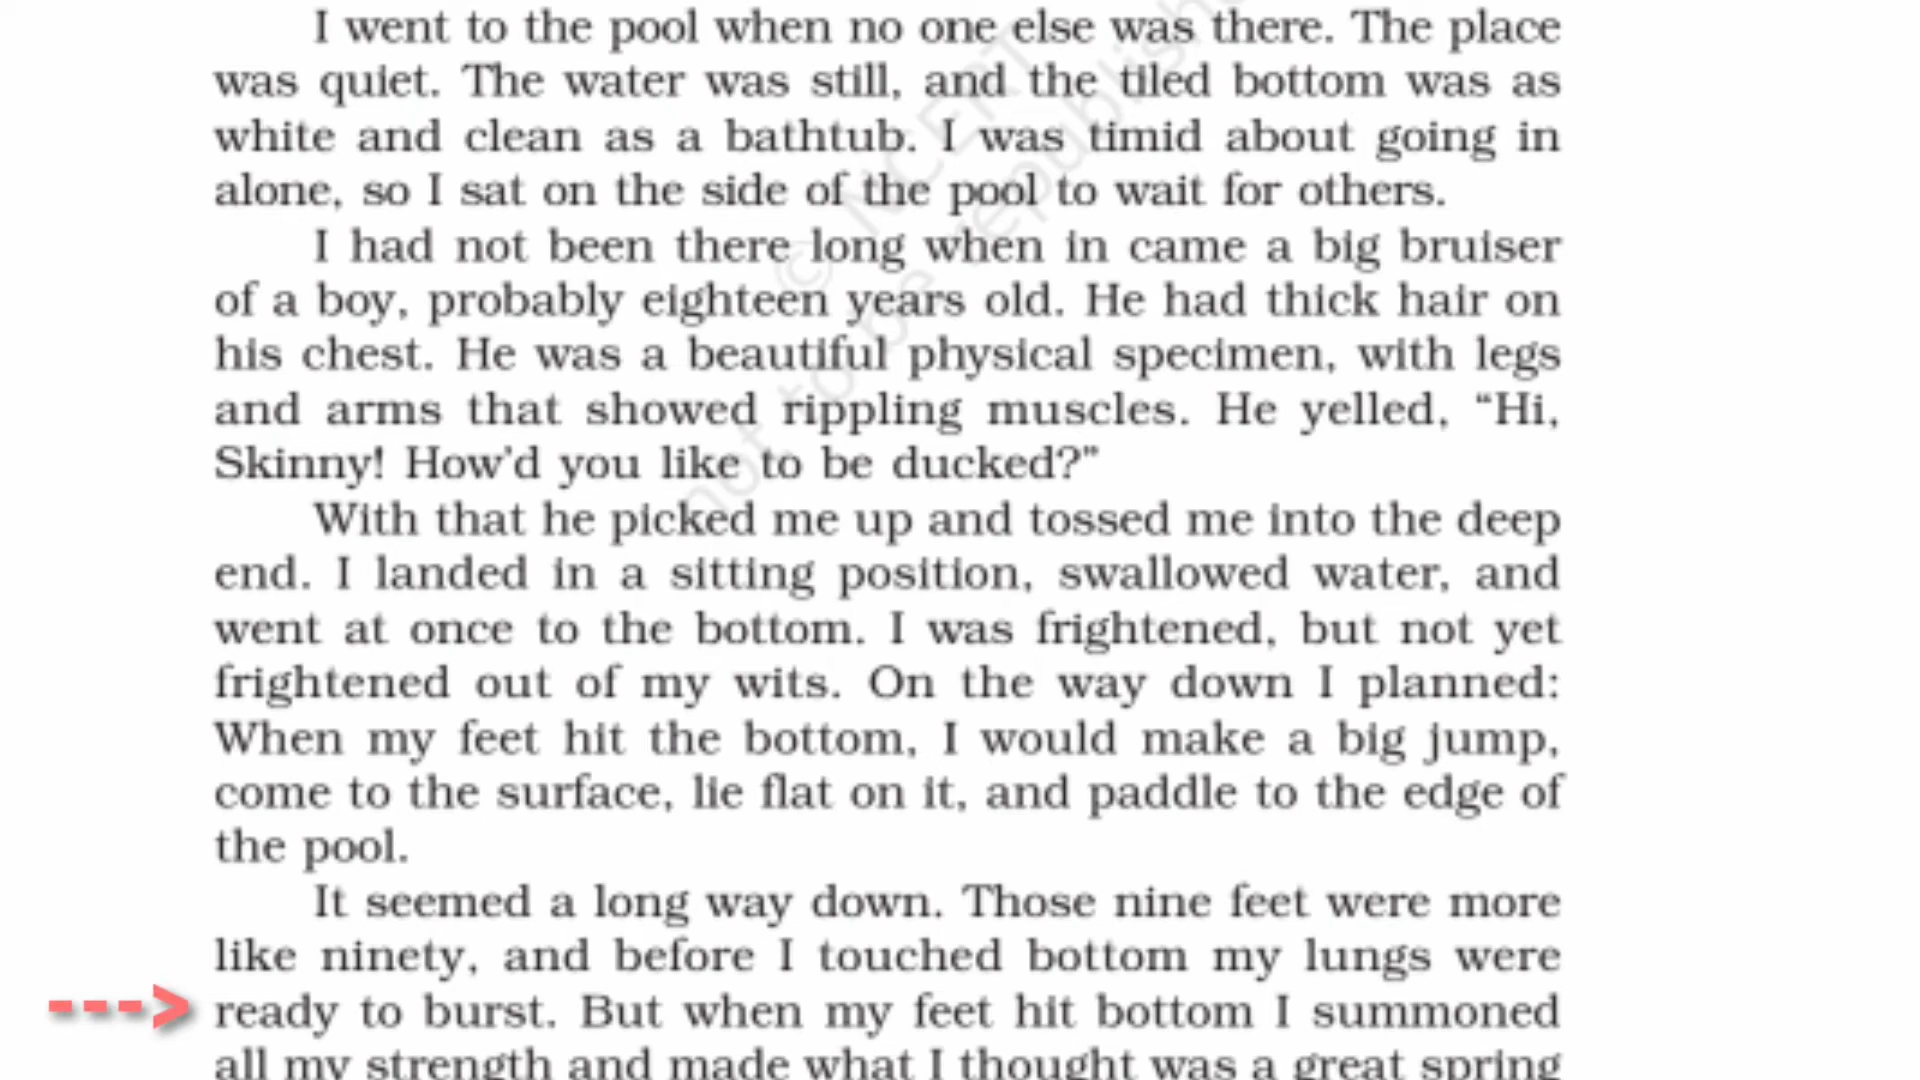 I went to the pool when no one else was there. The place
was quiet. The water was still, and the tiled bottom was as
white and clean as a bathtub. I was timid about going in
alone, so I sat on the side of the pool to wait for others.
I had not been there long when in came a big bruiser
of a boy, probably eighteen years old. He had thick hair on
his chest. He was a beautiful physical specimen, with legs
and arms that showed rippling muscles. He yelled, “Hi,
Skinny! How’d you like to be ducked?”
With that he picked me up and tossed me into the deep
end. I landed in a sitting position, swallowed water, and
went at once to the bottom. I was frightened, but not yet
frightened out of my wits. On the way down I planned:
When my feet hit the bottom, I would make a big jump,
come to the surface, lie flat on it, and paddle to the edge of
the pool.
It seemed a long way down. Those nine feet were more
like ninety, and before I touched bottom my lungs were
ready to burst. But when my feet hit bottom I summoned
all my strength and made what I thought was a great spring
© NCERT
not to be republished